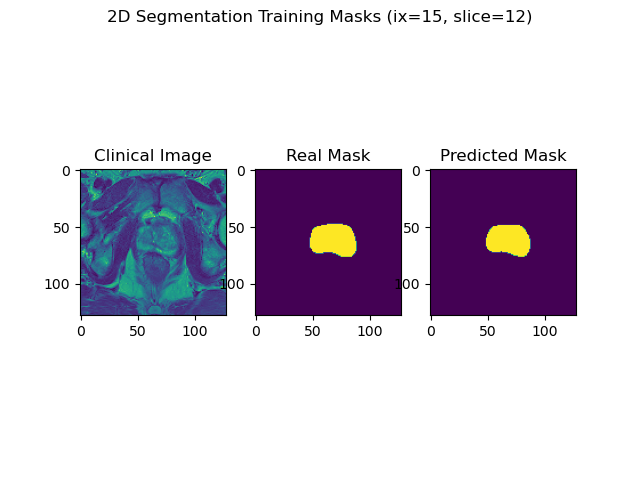 2D Segmentation Training Masks (ix=15, slice=12)
Clinical Image Real Mask Predicted Mask
0 0 0
50 50 50
100 100 100
0 50 100 0 50 100 0 50 100